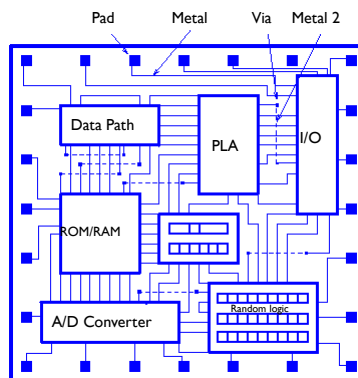 Pad Metal Via Metal 2
Data Path
PLA
I/O
ROM/RAM
A/D Converter
Random logic